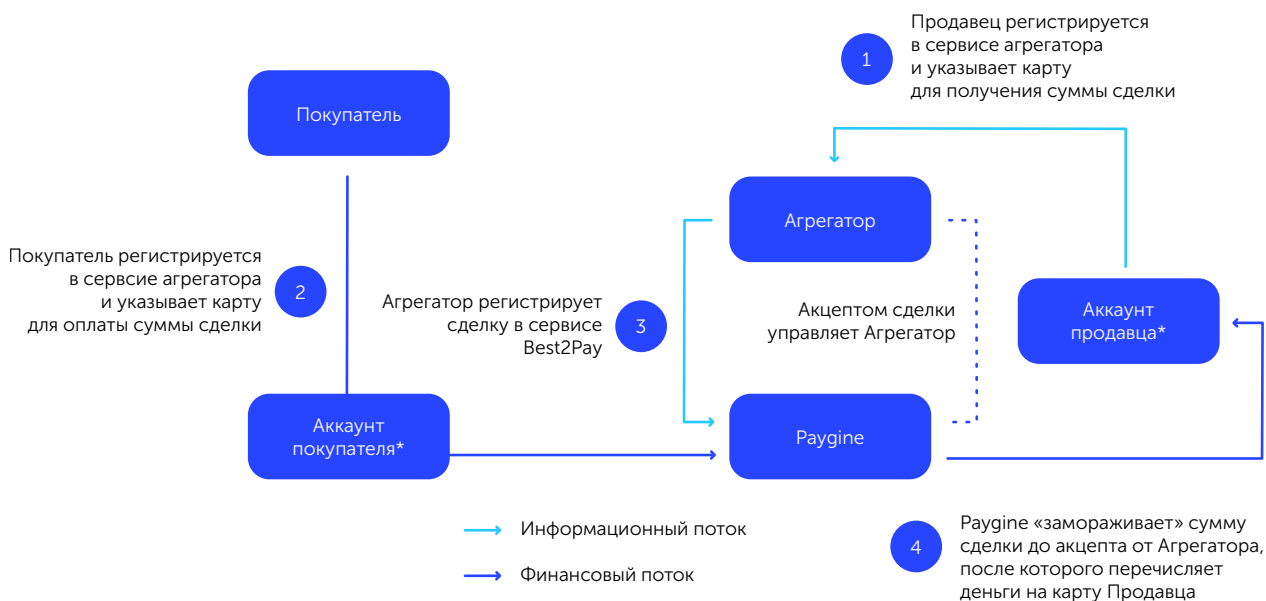 Продавец регистрируется
в сервисе агрегатора
и указывает карту
для получения суммы сделки
1
Покупатель
Агрегатор
Покупатель регистрируется
в сервсие агрегатора
и указывает карту
для оплаты суммы сделки
2
Агрегатор регистрирует
сделку в сервисе
Best2Pay
3
Акцептом сделки
управляет Агрегатор
Аккаунт
продавца*
Аккаунт
покупателя*
Paygine
Информационный поток
Финансовый поток
4
Paygine «замораживает» сумму
сделки до акцепта от Агрегатора,
после которого перечисляет
деньги на карту Продавца